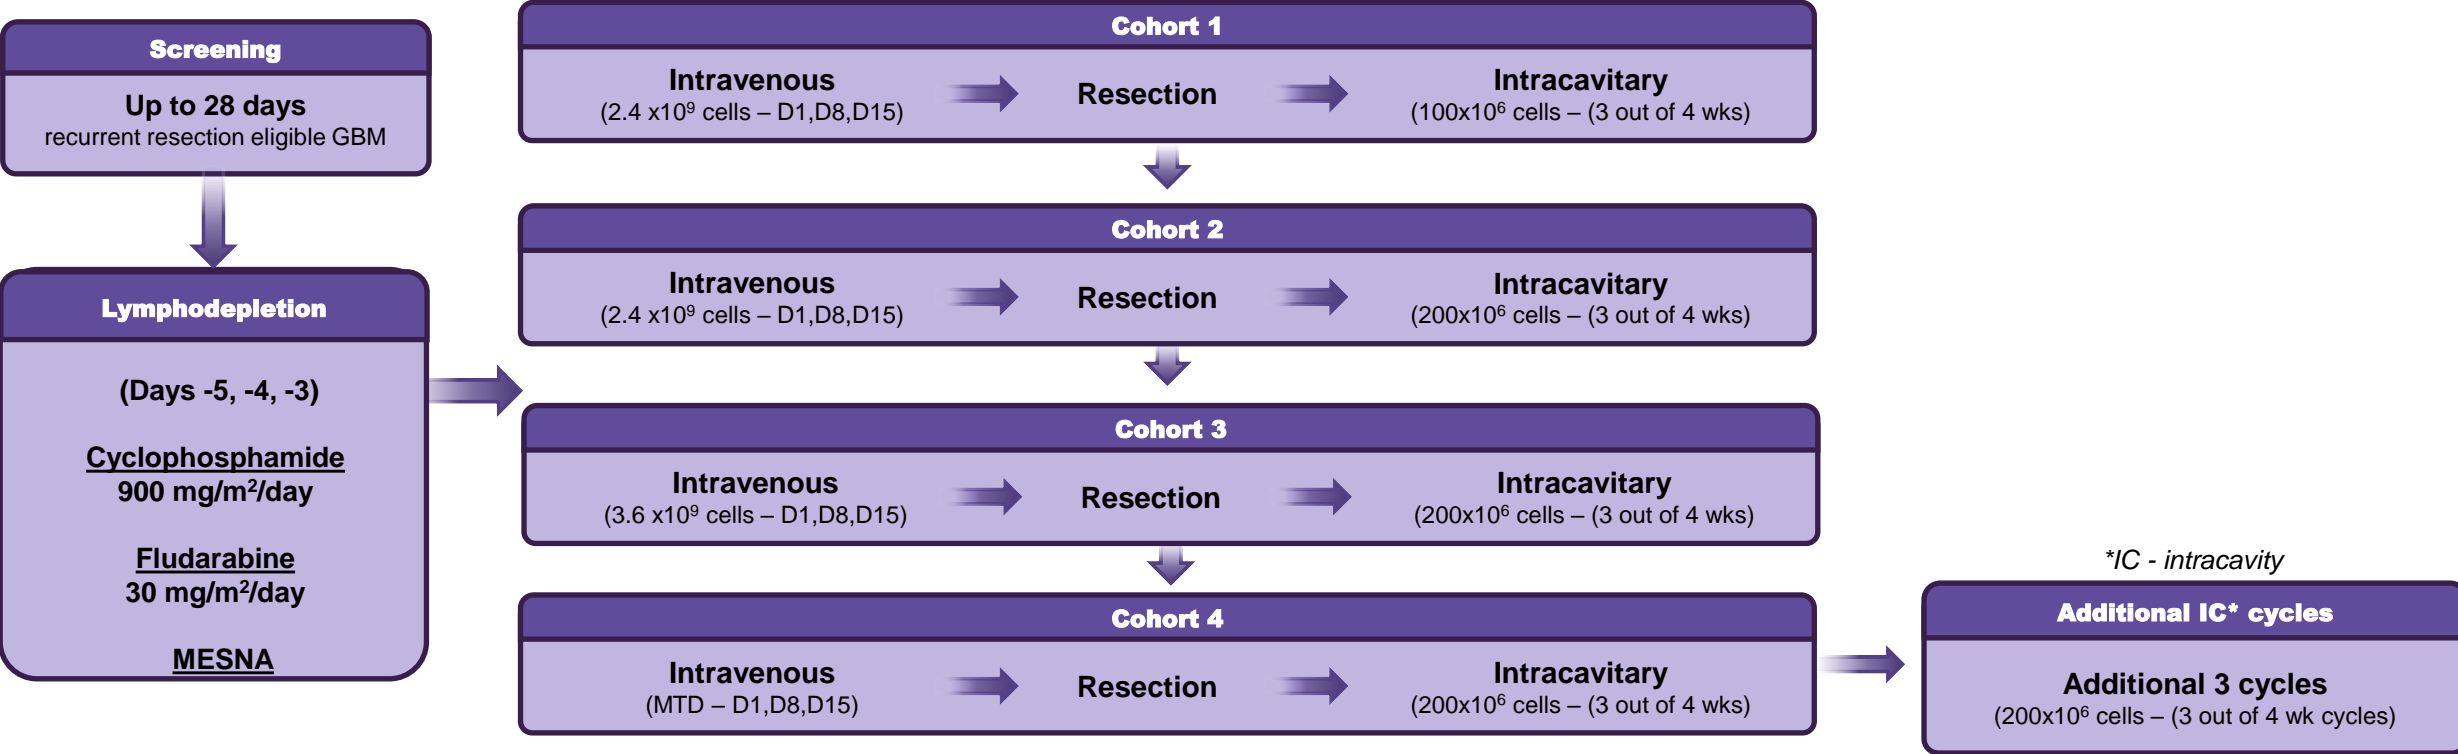 Screening
Up to 28 days
recurrent resection eligible GBM
Lymphodepletion
(Days -5, -4, -3)
Cyclophosphamide
900 mg/m²/day
Fludarabine
30 mg/m²/day
MESNA
Cohort 1
Intravenous
(2.4 x10⁹ cells – D1,D8,D15)
Resection
Intracavitary
(100x10⁶ cells – (3 out of 4 wks)
Cohort 2
Intravenous
(2.4 x10⁹ cells – D1,D8,D15)
Resection
Intracavitary
(200x10⁶ cells – (3 out of 4 wks)
Cohort 3
Intravenous
(3.6 x10⁹ cells – D1,D8,D15)
Resection
Intracavitary
(200x10⁶ cells – (3 out of 4 wks)
Cohort 4
Intravenous
(MTD – D1,D8,D15)
Resection
Intracavitary
(200x10⁶ cells – (3 out of 4 wks)
*IC - intracavity
Additional IC* cycles
Additional 3 cycles
(200x10⁶ cells – (3 out of 4 wk cycles)